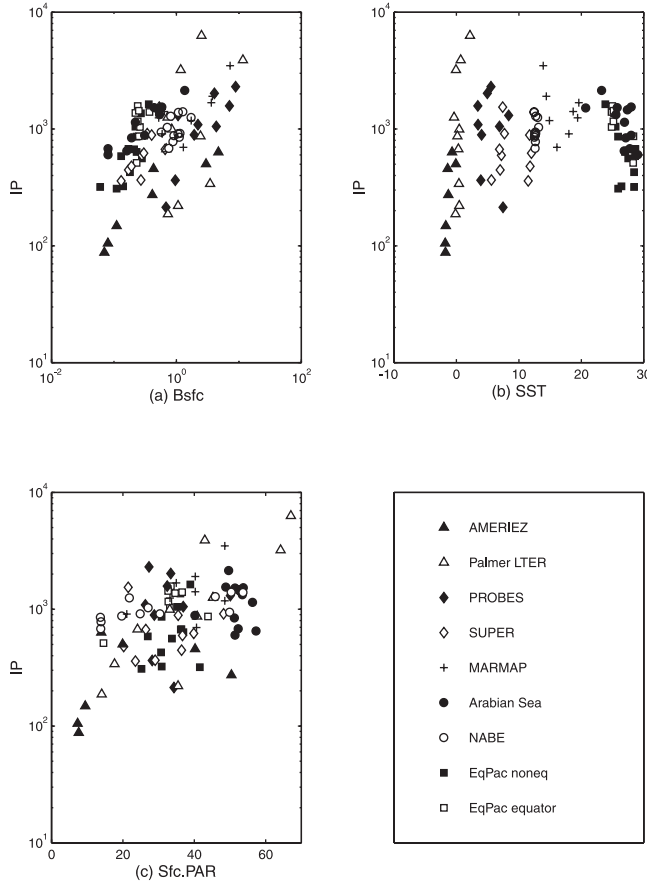 10^4
10^3
10^2
10^1
IP
10^-2
10^0
10^2
(a) Bsfc
10^4
10^3
10^2
10^1
IP
-10
0
10
20
30
(b) SST
10^4
10^3
10^2
10^1
IP
0
20
40
60
(c) Sfc.PAR
AMERIEZ
Palmer LTER
PROBES
SUPER
MARMAP
Arabian Sea
NABE
EqPac noneq
EqPac equator